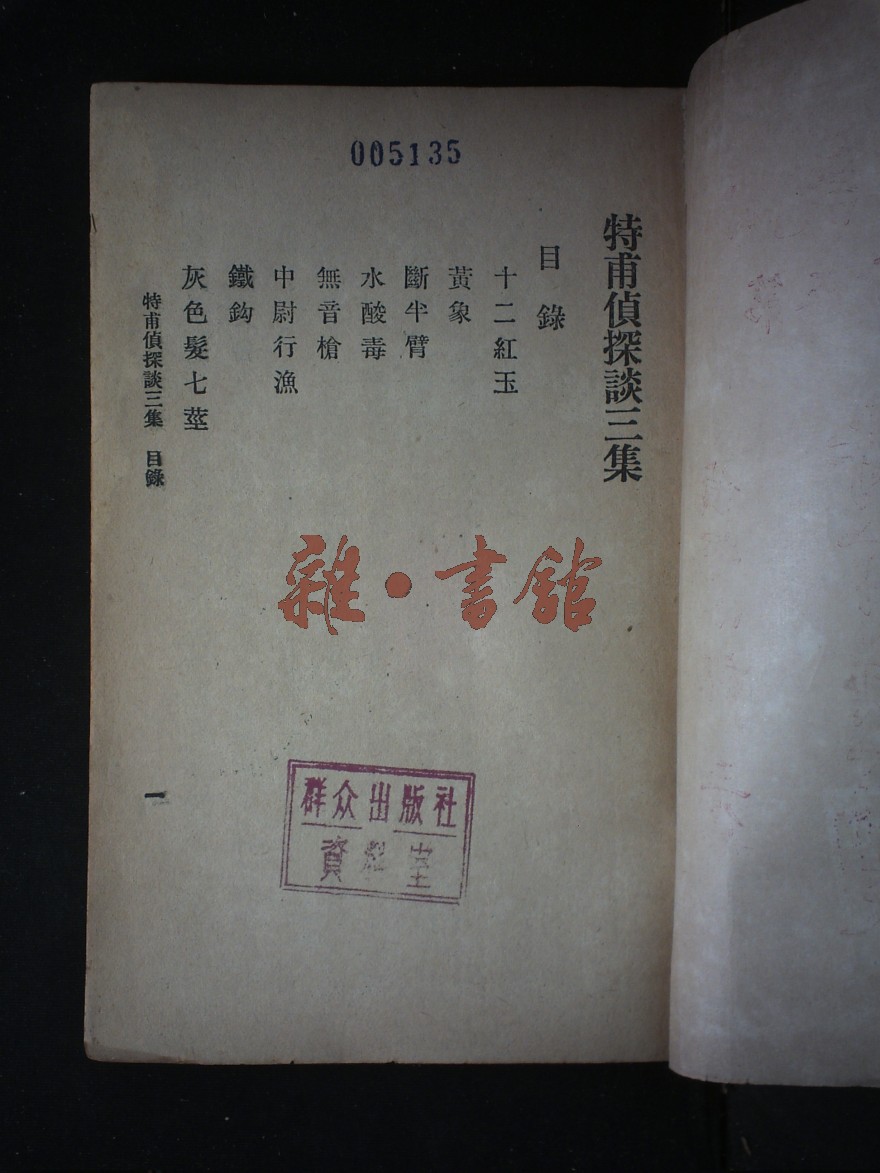 005135
特甫偵探談三集
目錄
十二紅玉
黃象
斷半臂
水酸毒
無音槍
中尉行漁
鐵鈎
灰色髮七莖
特甫偵探談三集 目錄
一
雜·書館
群众出版社
資料室